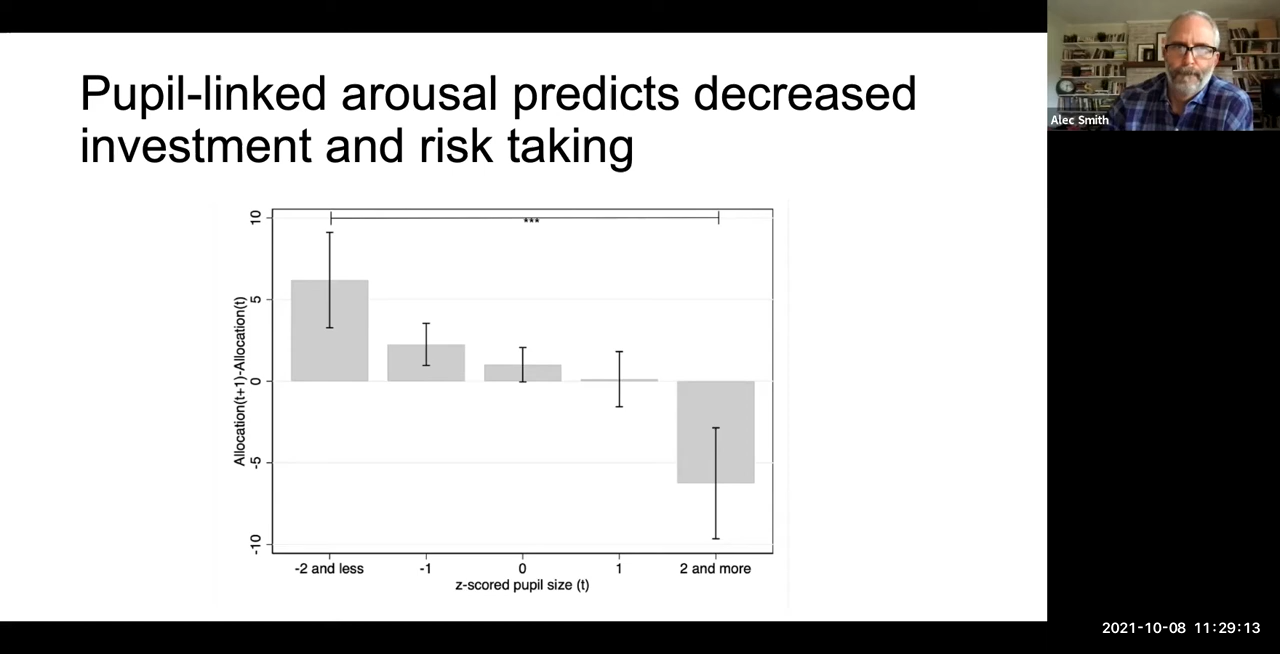 Pupil-linked arousal predicts decreased
investment and risk taking
Alec Smith
***
10
5
0
-5
-10
Allocation(t+1)-Allocation(t)
-2 and less
-1
0
1
2 and more
z-scored pupil size (t)
2021-10-08 11:29:13